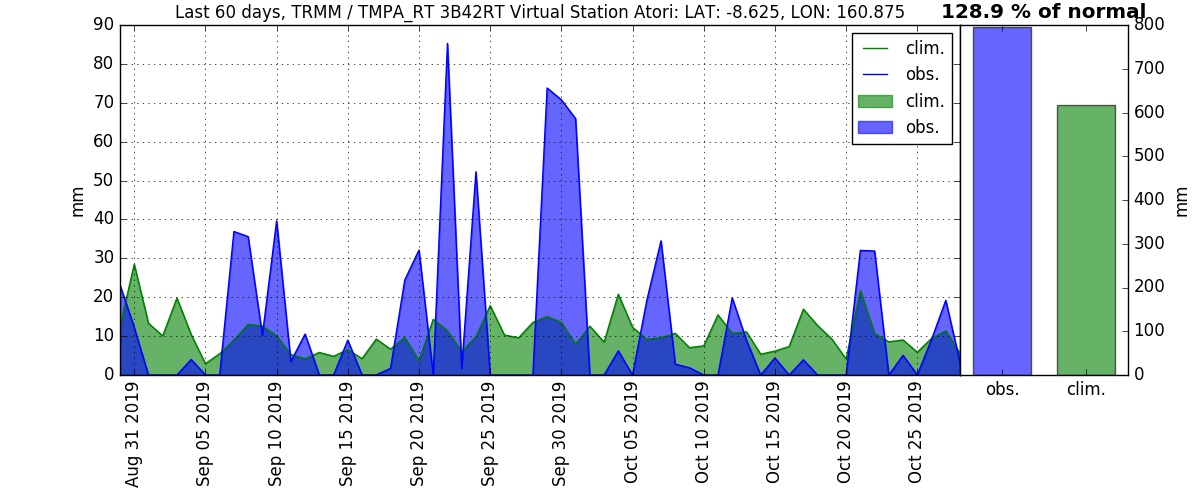 Last 60 days, TRMM / TMPA_RT 3B42RT Virtual Station Atori: LAT: -8.625, LON: 160.875
128.9 % of normal
90
80
70
60
50
40
30
20
10
0
mm
clim.
obs.
clim.
obs.
Aug 31 2019
Sep 05 2019
Sep 10 2019
Sep 15 2019
Sep 20 2019
Sep 25 2019
Sep 30 2019
Oct 05 2019
Oct 10 2019
Oct 15 2019
Oct 20 2019
Oct 25 2019
800
700
600
500
400
300
200
100
0
mm
obs.
clim.